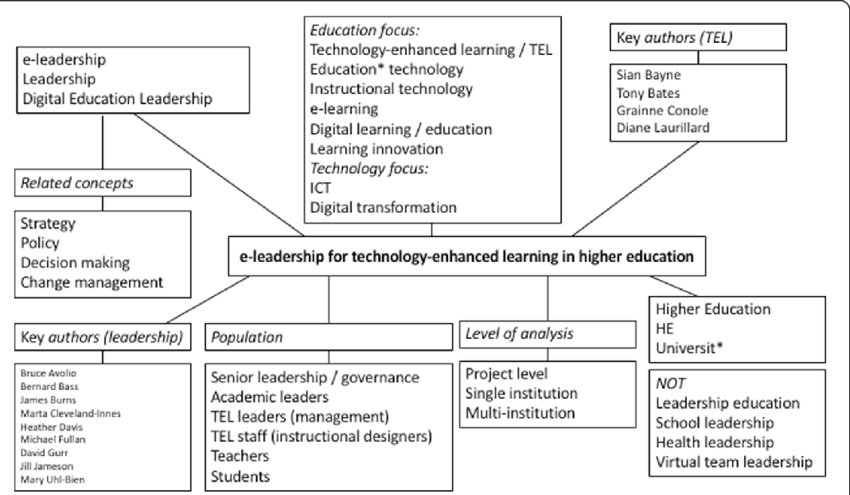 e-leadership
Leadership
Digital Education Leadership
Related concepts
Strategy
Policy
Decision making
Change management
Education focus:
Technology-enhanced learning / TEL
Education* technology
Instructional technology
e-learning
Digital learning / education
Learning innovation
Technology focus:
ICT
Digital transformation
Key authors (TEL)
Sian Bayne
Tony Bates
Grainne Conole
Diane Laurillard
e-leadership for technology-enhanced learning in higher education
Key authors (leadership)
Bruce Avolio
Bernard Bass
James Burns
Marta Cleveland-Innes
Heather Davis
Michael Fullan
David Gurr
Jill Jameson
Mary Uhl-Bien
Population
Senior leadership / governance
Academic leaders
TEL leaders (management)
TEL staff (instructional designers)
Teachers
Students
Level of analysis
Project level
Single institution
Multi-institution
Higher Education
HE
Universit*
NOT
Leadership education
School leadership
Health leadership
Virtual team leadership